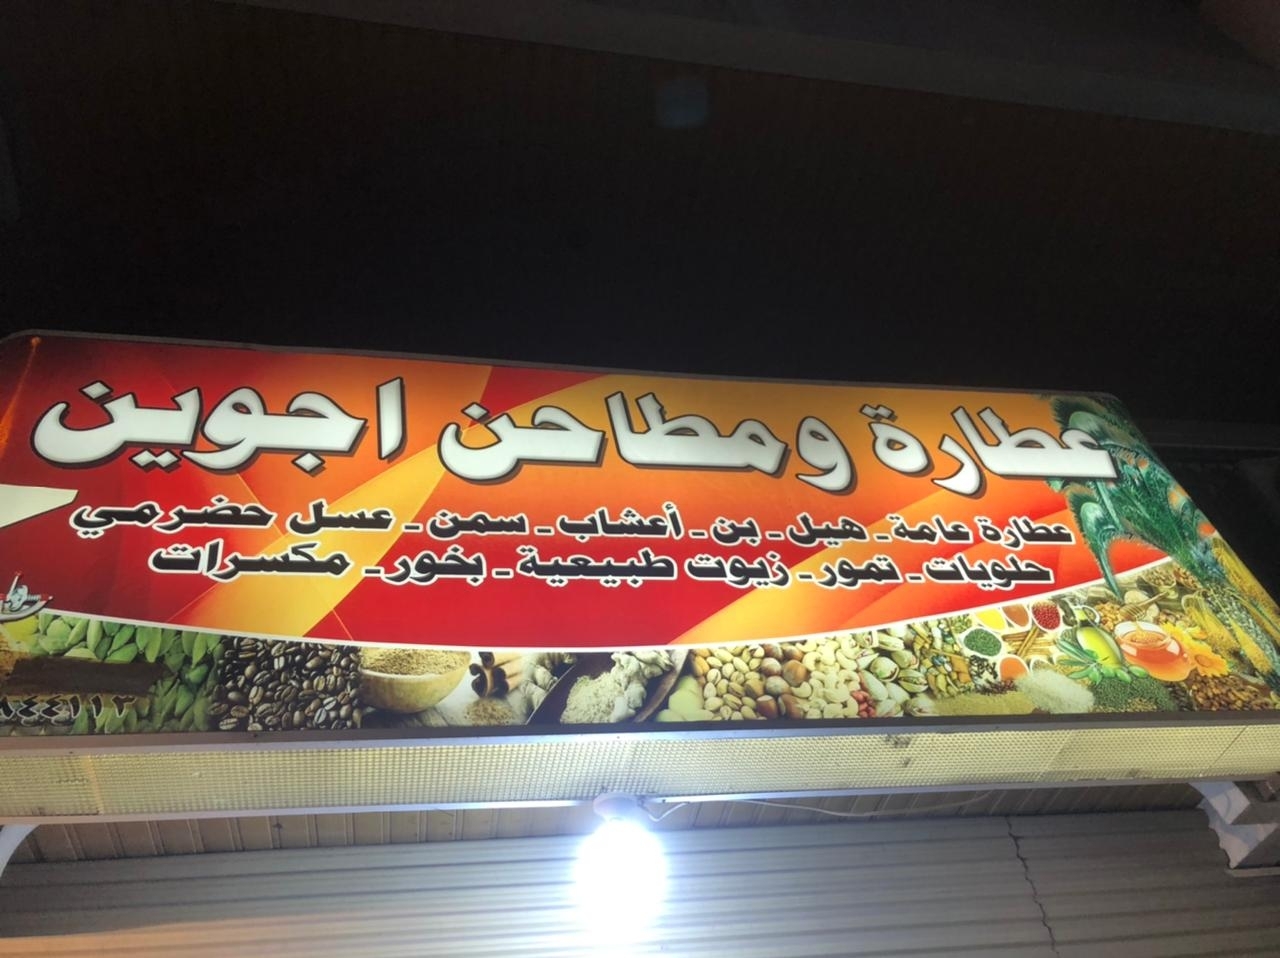 عطارة ومطاحن اجوين
عطارة عامة - هيل - بن - أعشاب - سمن - عسل حضرمي
حلويات - تمور - زيوت طبيعية - بخور - مكسرات